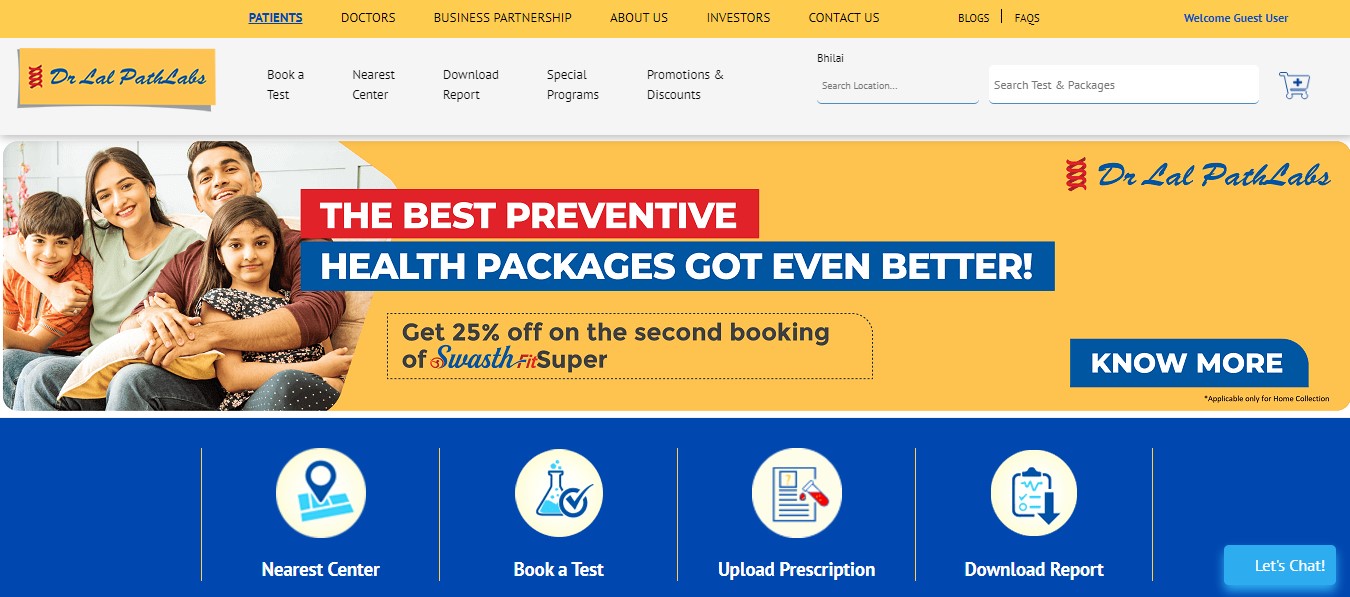 PATIENTS DOCTORS BUSINESS PARTNERSHIP ABOUT US INVESTORS CONTACT US BLOGS FAQS Welcome Guest User
Dr Lal PathLabs
Book a
Test
Nearest
Center
Download
Report
Special
Programs
Promotions &
Discounts
Bhilai
Search Location...
Search Test & Packages
Dr Lal PathLabs
THE BEST PREVENTIVE
HEALTH PACKAGES GOT EVEN BETTER!
Get 25% off on the second booking
of Swasth Fit Super
KNOW MORE
*Applicable only for Home Collection
Nearest Center Book a Test Upload Prescription Download Report
Let's Chat!